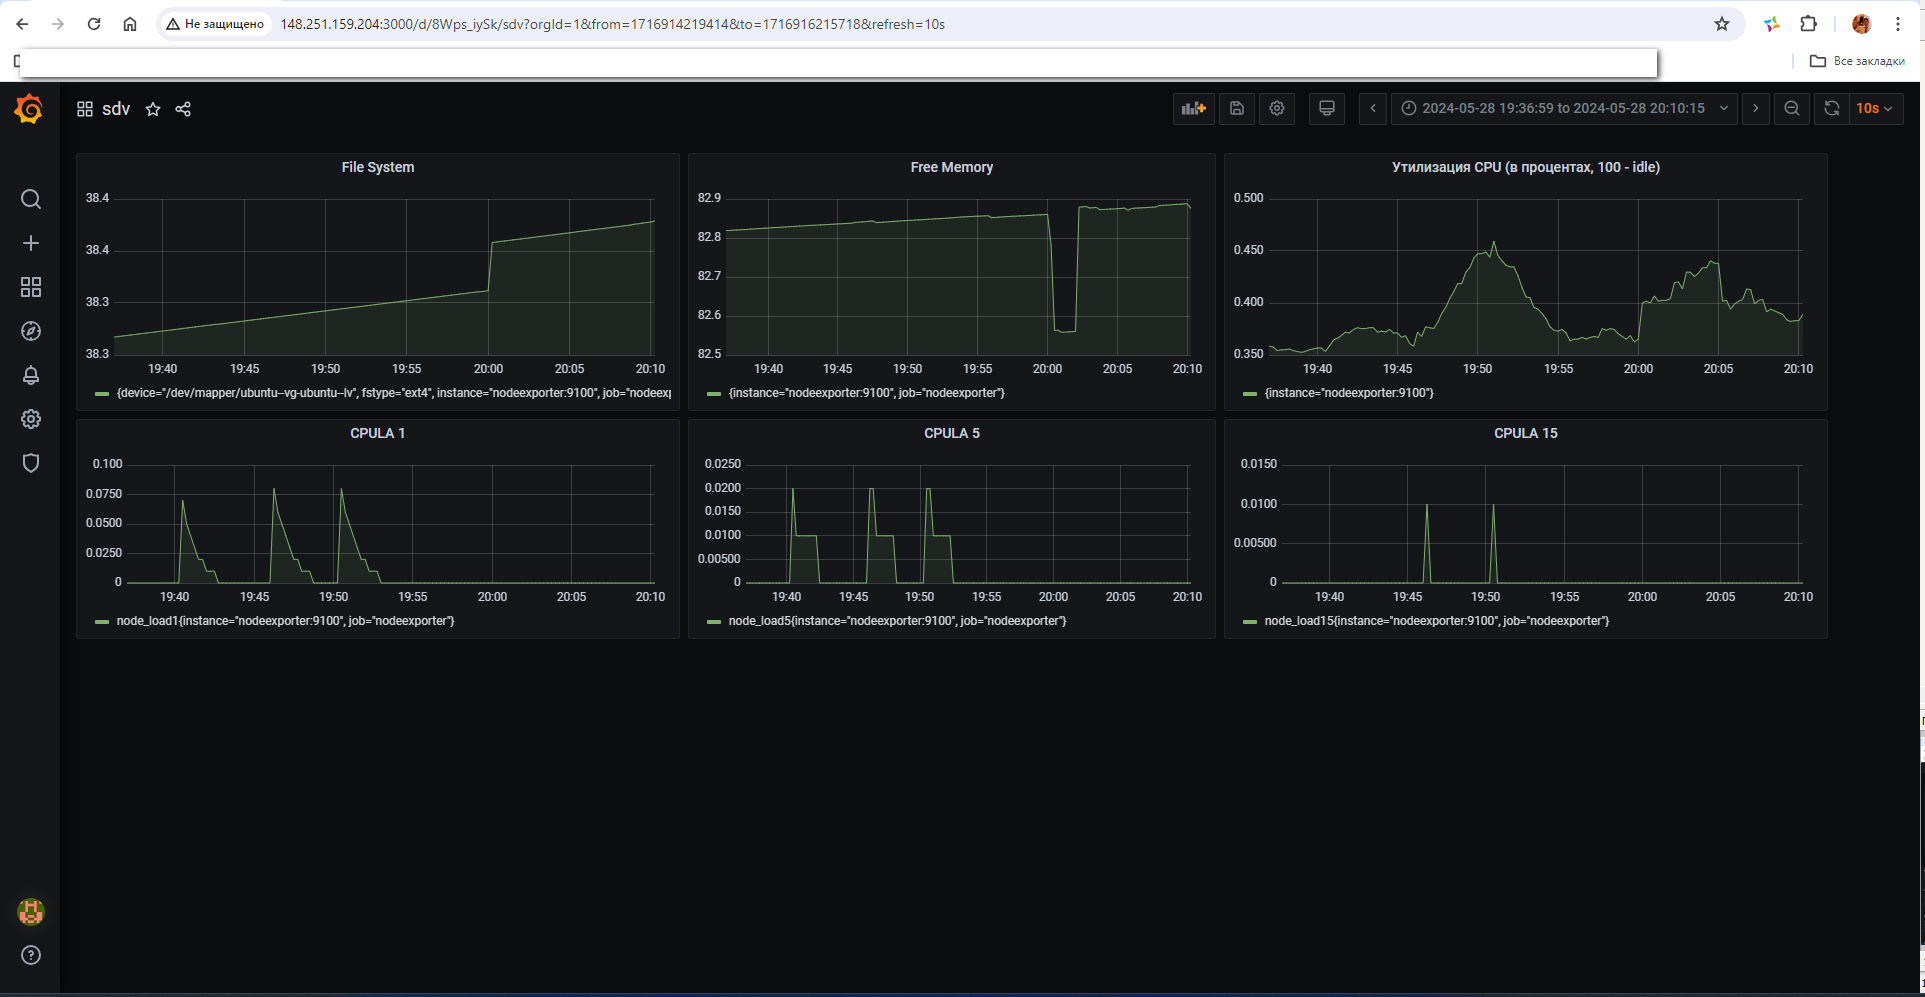 Не защищено
148.251.159.204:3000/d/8Wps_iySk/sdv?orgId=1&from=1716914219414&to=1716916215718&refresh=10s
Все закладки
sdv
2024-05-28 19:36:59 to 2024-05-28 20:10:15
10s
File System
38.4
38.4
38.3
38.3
19:40 19:45 19:50 19:55 20:00 20:05 20:10
{device="/dev/mapper/ubuntu--vg-ubuntu--lv", fstype="ext4", instance="nodeexporter:9100", job="nodeexp
Free Memory
82.9
82.8
82.7
82.6
82.5
19:40 19:45 19:50 19:55 20:00 20:05 20:10
{instance="nodeexporter:9100", job="nodeexporter"}
Утилизация CPU (в процентах, 100 - idle)
0.500
0.450
0.400
0.350
19:40 19:45 19:50 19:55 20:00 20:05 20:10
{instance="nodeexporter:9100"}
CPULA 1
0.100
0.0750
0.0500
0.0250
0
19:40 19:45 19:50 19:55 20:00 20:05 20:10
node_load1{instance="nodeexporter:9100", job="nodeexporter"}
CPULA 5
0.0250
0.0200
0.0150
0.0100
0.00500
0
19:40 19:45 19:50 19:55 20:00 20:05 20:10
node_load5{instance="nodeexporter:9100", job="nodeexporter"}
CPULA 15
0.0150
0.0100
0.00500
0
19:40 19:45 19:50 19:55 20:00 20:05 20:10
node_load15{instance="nodeexporter:9100", job="nodeexporter"}